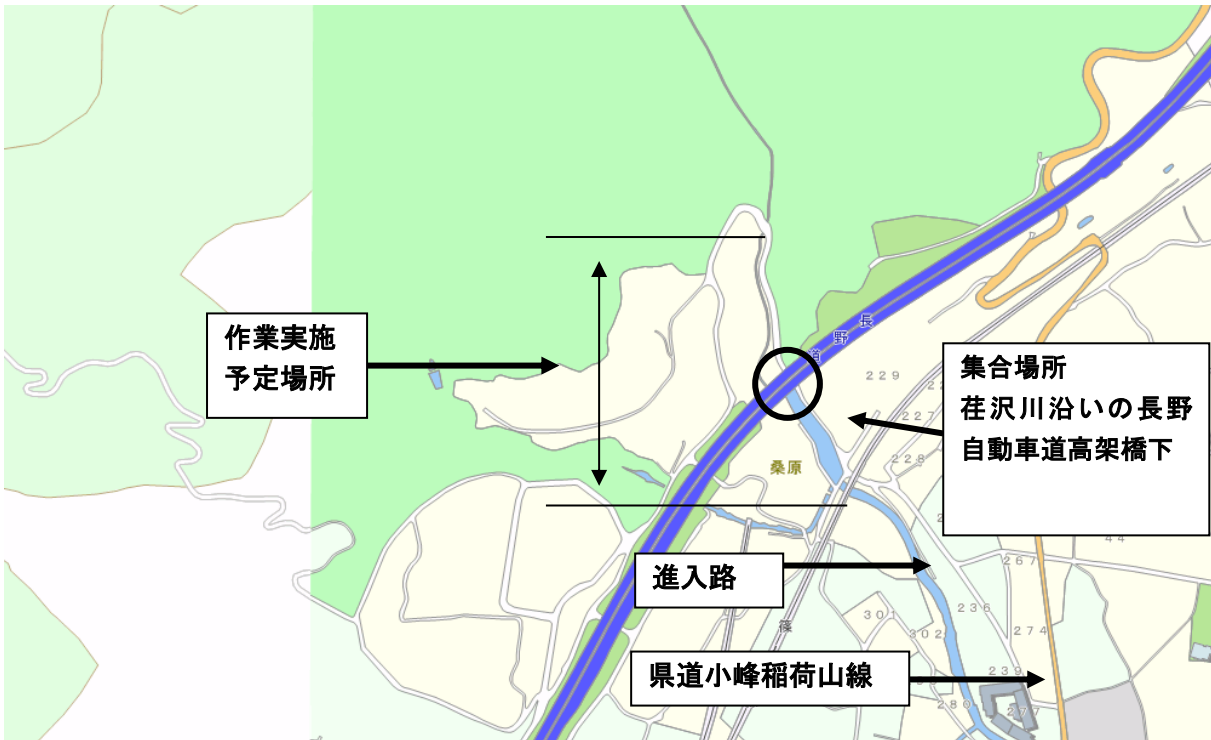 長
野
道
229
作業実施
予定場所
集合場所
荏沢川沿いの長野
自動車道高架橋下
227
228
桑原
44
267
進入路
236
301
302
274
篠
県道小峰稲荷山線
239
280
277